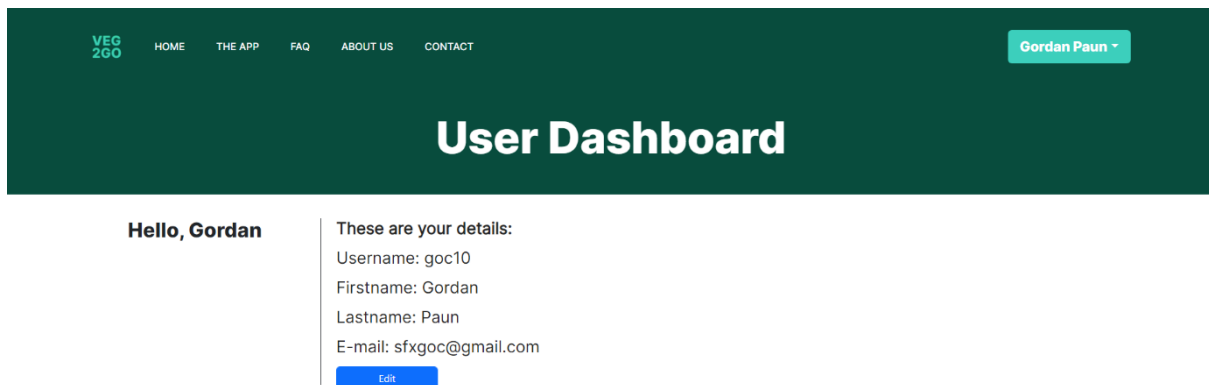 VEG
2GO
HOME THE APP FAQ ABOUT US CONTACT
Gordan Paun
User Dashboard
Hello, Gordan
These are your details:
Username: goc10
Firstname: Gordan
Lastname: Paun
E-mail: sfxgoc@gmail.com
Edit